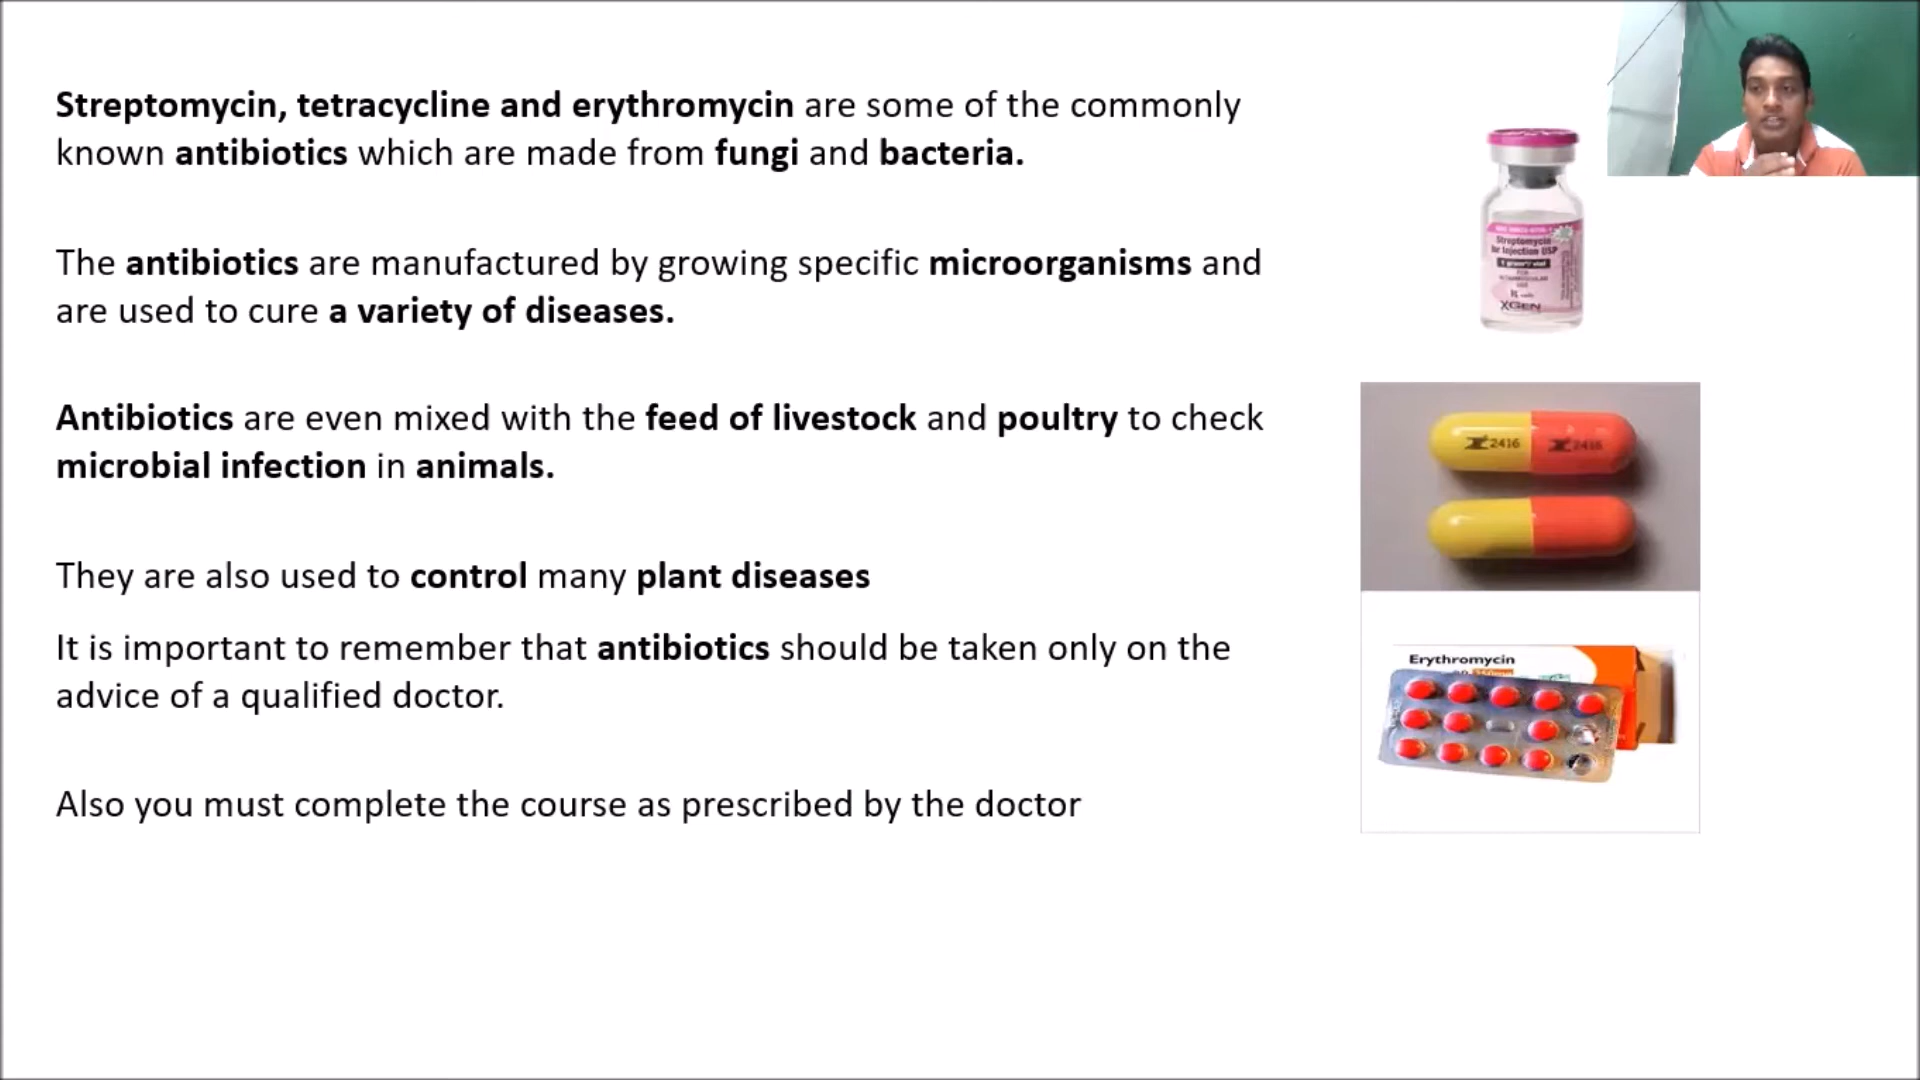 Streptomycin, tetracycline and erythromycin are some of the commonly
known antibiotics which are made from fungi and bacteria.
The antibiotics are manufactured by growing specific microorganisms and
are used to cure a variety of diseases.
Antibiotics are even mixed with the feed of livestock and poultry to check
microbial infection in animals.
They are also used to control many plant diseases
It is important to remember that antibiotics should be taken only on the
advice of a qualified doctor.
Also you must complete the course as prescribed by the doctor
Streptomycin
for Injection USP
XGEN
2416 2416
Erythromycin